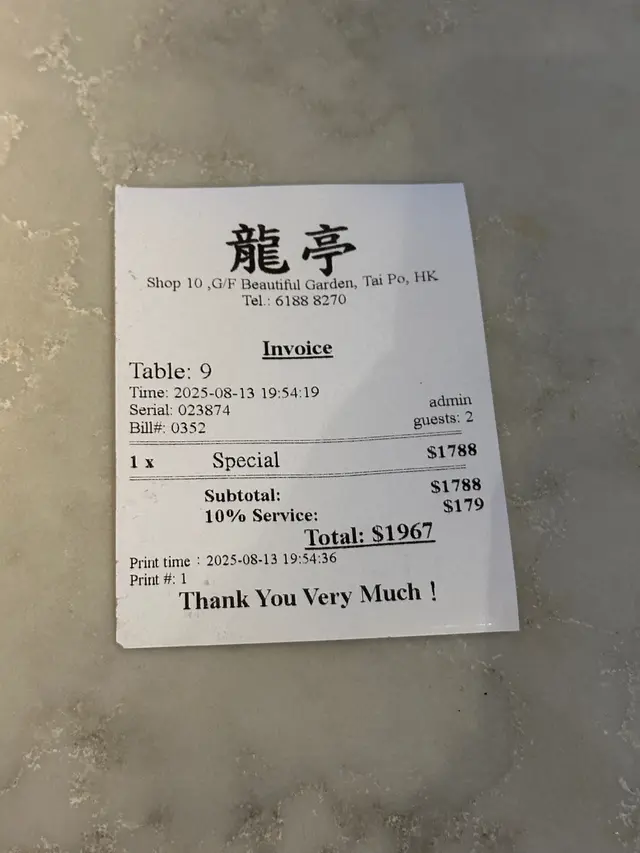 龍亭
Shop 10 ,G/F Beautiful Garden, Tai Po, HK
Tel.: 6188 8270
Invoice
Table: 9
Time: 2025-08-13 19:54:19
Serial: 023874 admin
Bill#: 0352 guests: 2
1 x Special $1788
Subtotal: $1788
10% Service: $179
Total: $1967
Print time : 2025-08-13 19:54:36
Print #: 1
Thank You Very Much !